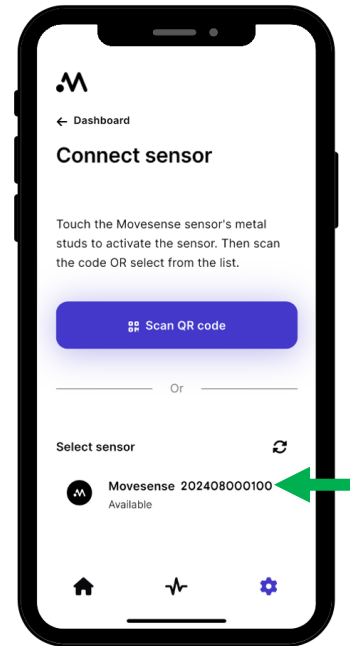 Dashboard
Connect sensor
Touch the Movesense sensor's metal
studs to activate the sensor. Then scan
the code OR select from the list.
Scan QR code
Or
Select sensor
Movesense 202408000100
Available